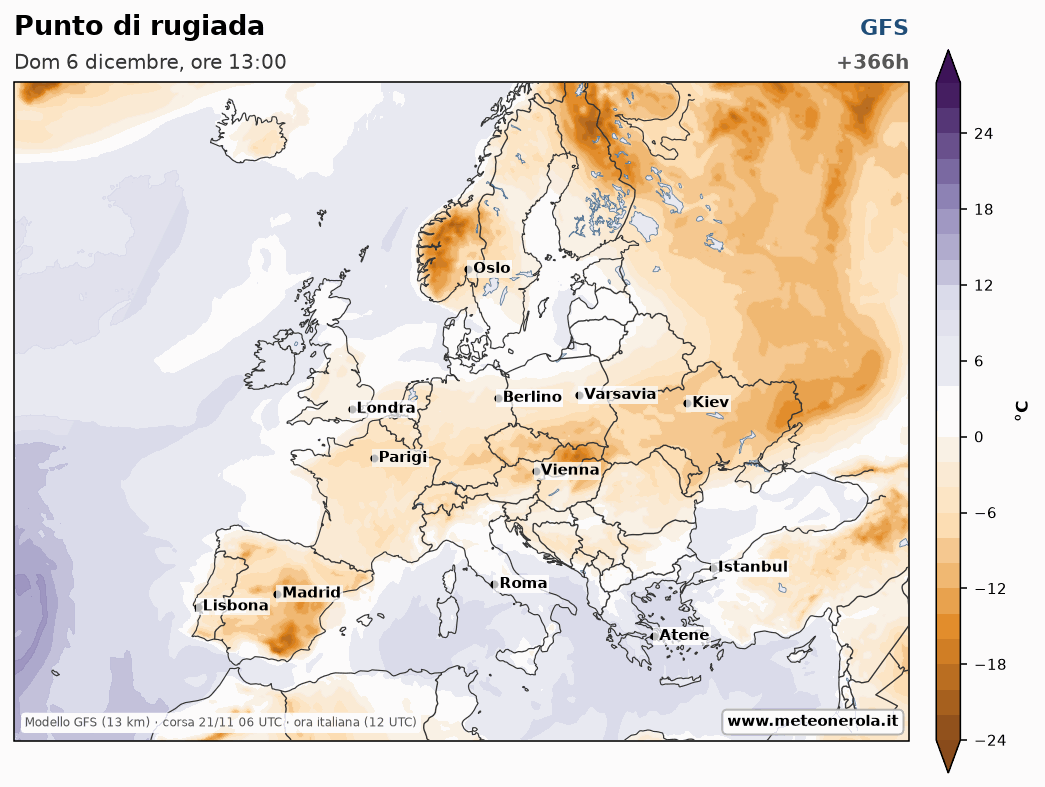 Punto di rugiada
GFS
Dom 6 dicembre, ore 13:00
+366h
Oslo
Berlino
Varsavia
Londra
Kiev
Parigi
Vienna
Istanbul
Roma
Madrid
Lisbona
Atene
Modello GFS (13 km) · corsa 21/11 06 UTC · ora italiana (12 UTC)
www.meteonerola.it
24
18
12
6
0
−6
−12
−18
−24
°C